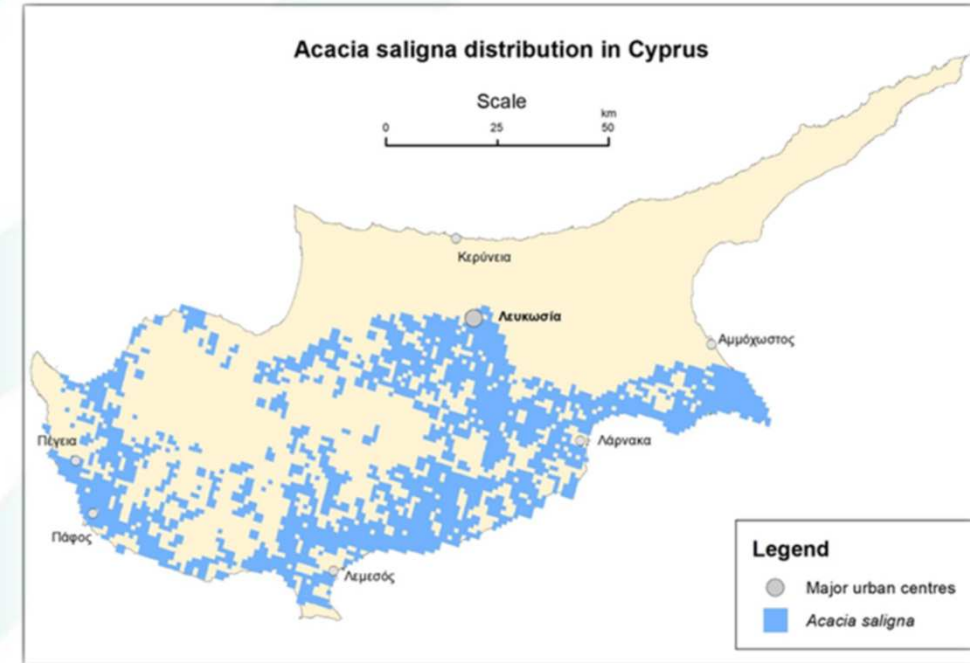 Acacia saligna distribution in Cyprus
Scale
km
0 25 50
Κερύνεια
Λευκωσία
Αμμόχωστος
Πέγεια
Λάρνακα
Πάφος
Λεμεσός
Legend
Major urban centres
Acacia saligna